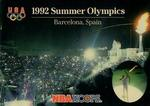 USA
1992 Summer Olympics
Barcelona, Spain
NBA HOOPS